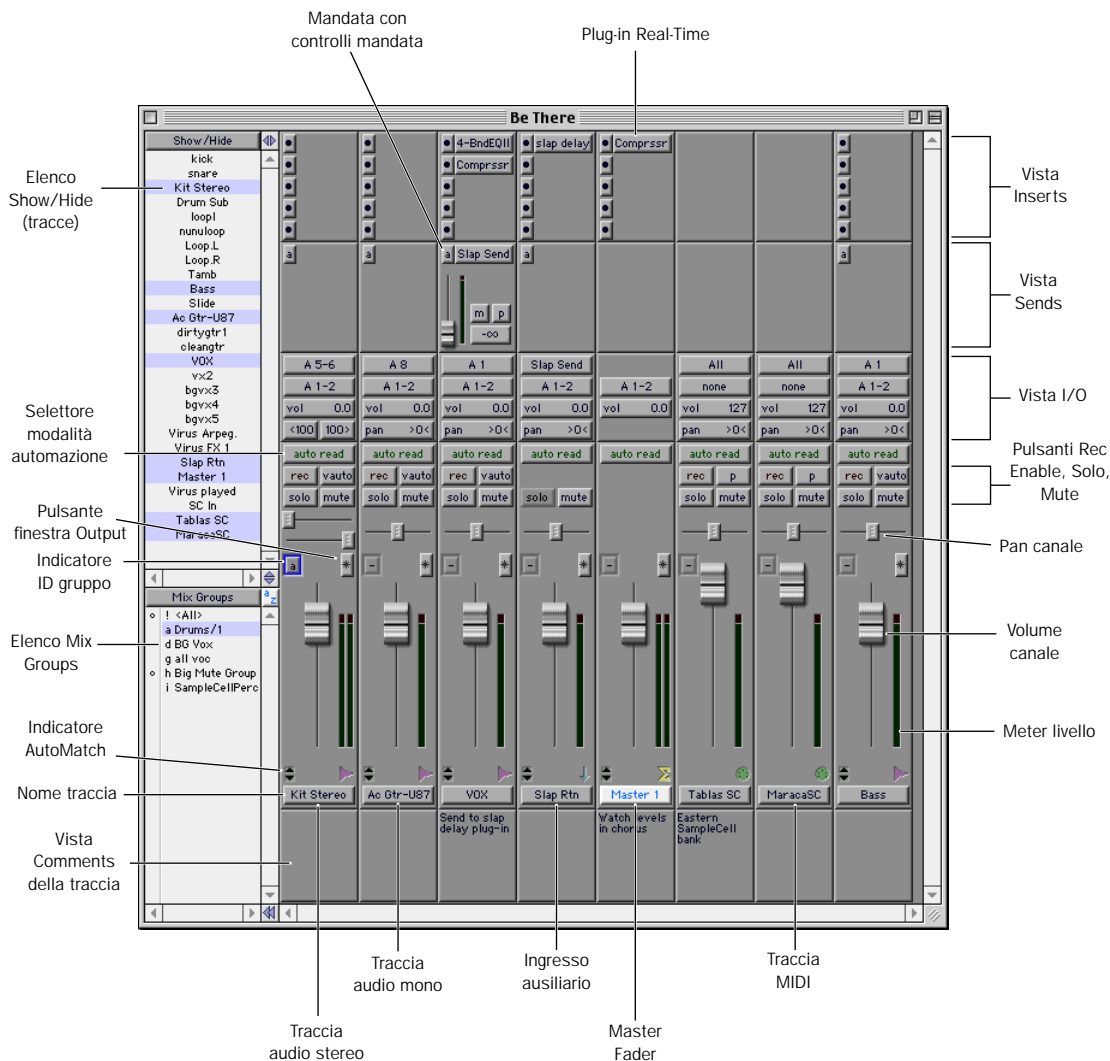 Mandata con
controlli mandata
Plug-in Real-Time
Be There
Show/Hide
kick
snare
Kit Stereo
Drum Sub
loop1
nunuloop
Loop.L
Loop.R
Tamb
Bass
Slide
Ac Gtr-U87
dirtygtr1
cleangtr
VOX
vx2
bgvx3
bgvx4
bgvx5
Virus Arpeg.
Virus FX 1
Slap Rtn
Master 1
Virus played
SC In
Tablas SC
MaracaSC
Mix Groups
! <All>
a Drums/1
d BG Vox
g all voc
h Big Mute Group
i SampleCellPerc
4-BndEQII slap delay Comprssr
Comprssr
a a a Slap Send a a
m p
-∞
A 5-6 A 8 A 1 Slap Send All All A 1
A 1-2 A 1-2 A 1-2 A 1-2 A 1-2 none none A 1-2
vol 0.0 vol 0.0 vol 0.0 vol 0.0 vol 0.0 vol 127 vol 127 vol 0.0
<100 100> pan >0< pan >0< pan >0< pan >0< pan >0< pan >0<
auto read auto read auto read auto read auto read auto read auto read auto read
rec vauto rec vauto rec vauto rec p rec p rec vauto
solo mute solo mute solo mute solo mute solo mute solo mute solo mute
a - - - - - - -
Kit Stereo Ac Gtr-U87 VOX Slap Rtn Master 1 Tablas SC MaracaSC Bass
Send to slap
delay plug-in
Watch levels
in chorus
Eastern
SampleCell
bank
Elenco
Show/Hide
(tracce)
Selettore
modalità
automazione
Pulsante
finestra Output
Indicatore
ID gruppo
Elenco Mix
Groups
Indicatore
AutoMatch
Nome traccia
Vista
Comments
della traccia
Vista
Inserts
Vista
Sends
Vista I/O
Pulsanti Rec
Enable, Solo,
Mute
Pan canale
Volume
canale
Meter livello
Traccia
audio mono
Ingresso
ausiliario
Traccia
MIDI
Traccia
audio stereo
Master
Fader